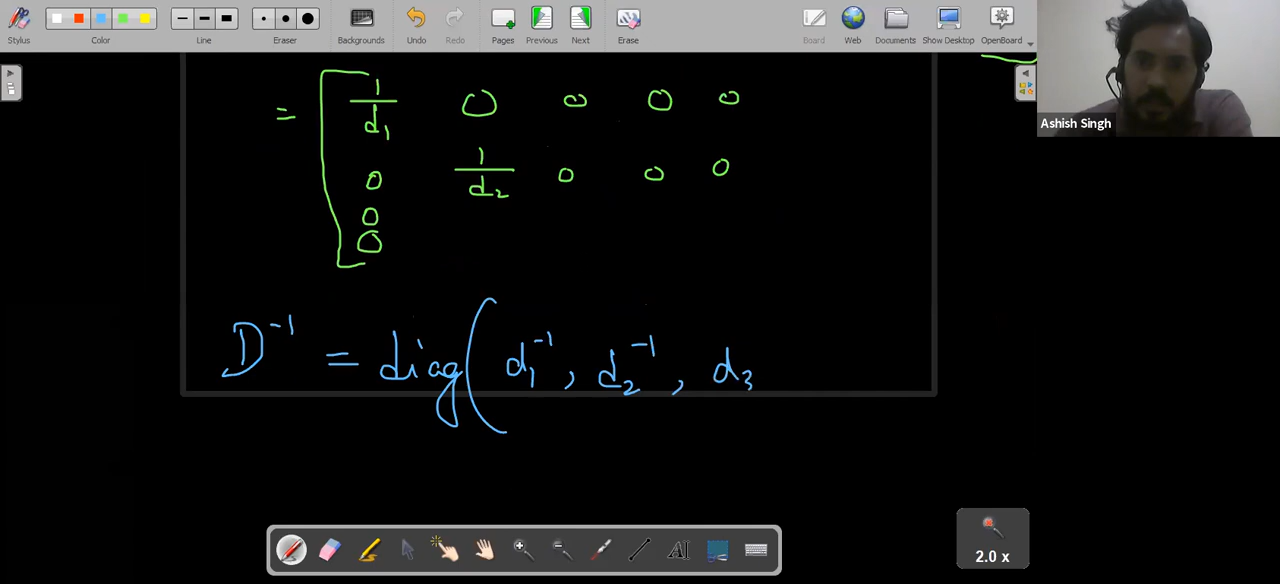 Stylus Color Line Eraser Backgrounds Undo Redo Pages Previous Next Erase Board Web Documents Show Desktop OpenBoard
Ashish Singh
= [ 1/d₁ 0 0 0 0
0 1/d₂ 0 0 0
0
0
D⁻¹ = diag( d₁⁻¹, d₂⁻¹, d₃
2.0 x